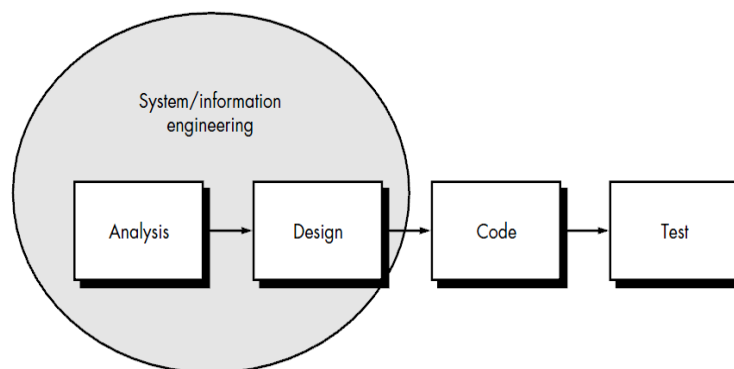 System/information
engineering
Analysis
Design
Code
Test